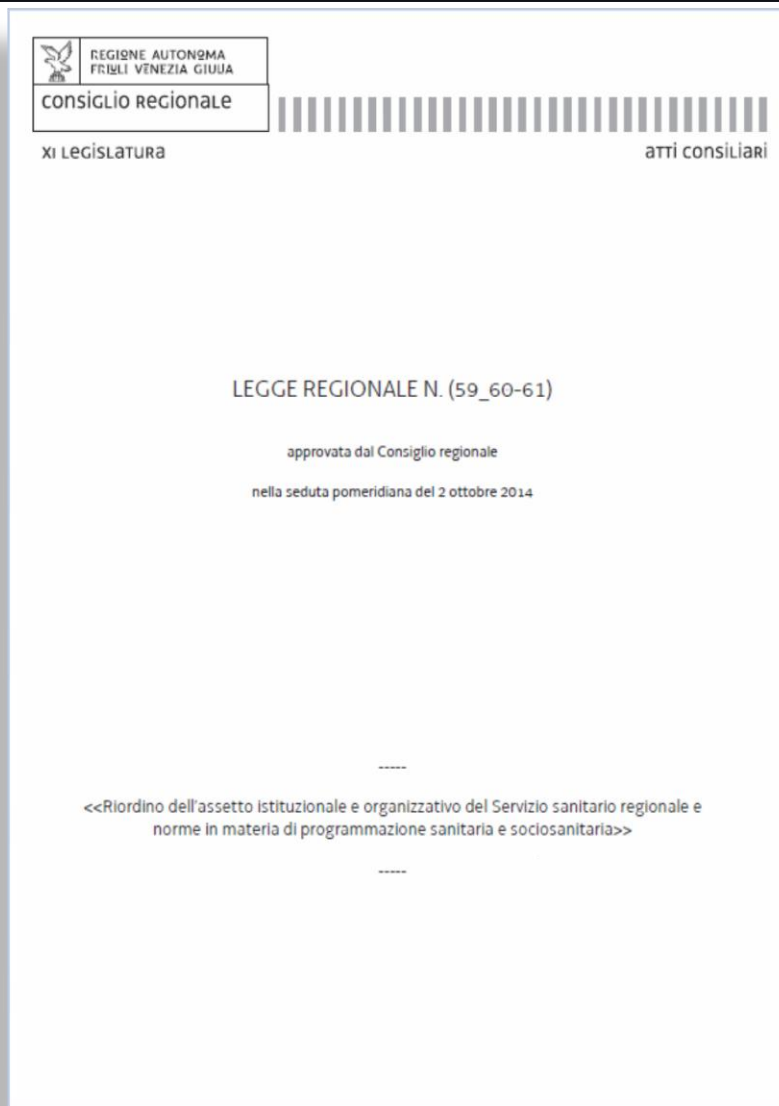 REGIONE AUTONOMA
FRIULI VENEZIA GIULIA
CONSIGLIO REGIONALE
XI LEGISLATURA
ATTI CONSILIARI
LEGGE REGIONALE N. (59_60-61)
approvata dal Consiglio regionale
nella seduta pomeridiana del 2 ottobre 2014
-----
<<Riordino dell'assetto istituzionale e organizzativo del Servizio sanitario regionale e
norme in materia di programmazione sanitaria e sociosanitaria>>
-----